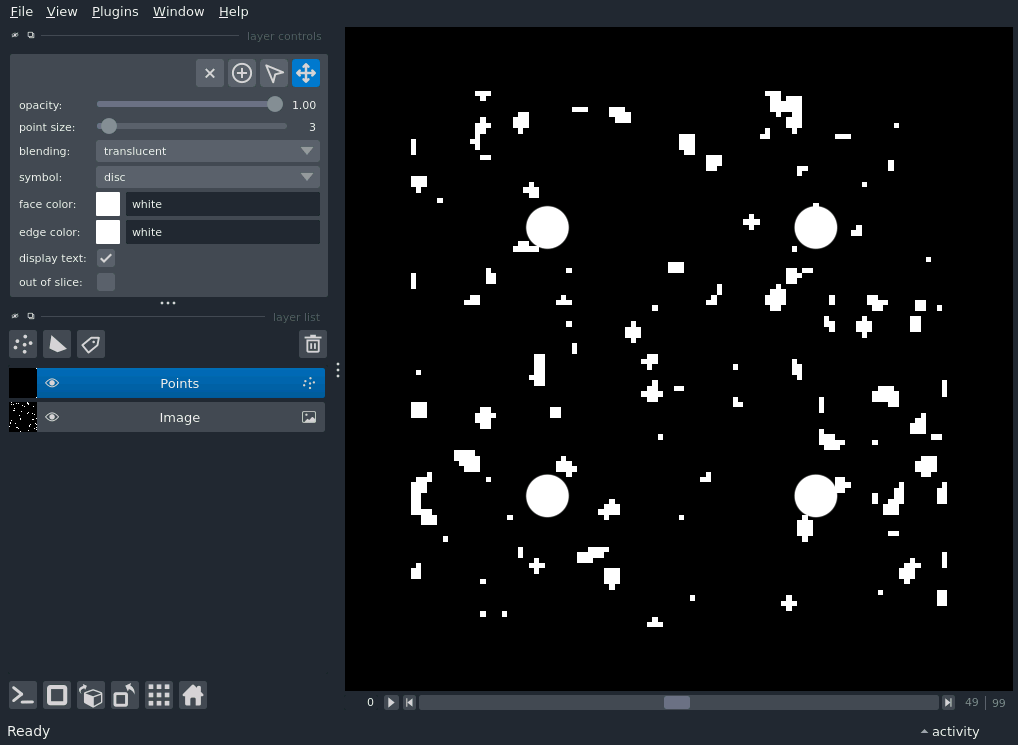 File View Plugins Window Help
layer controls
opacity: 1.00
point size: 3
blending: translucent
symbol: disc
face color: white
edge color: white
display text:
out of slice:
layer list
Points
Image
0 49 | 99
Ready activity